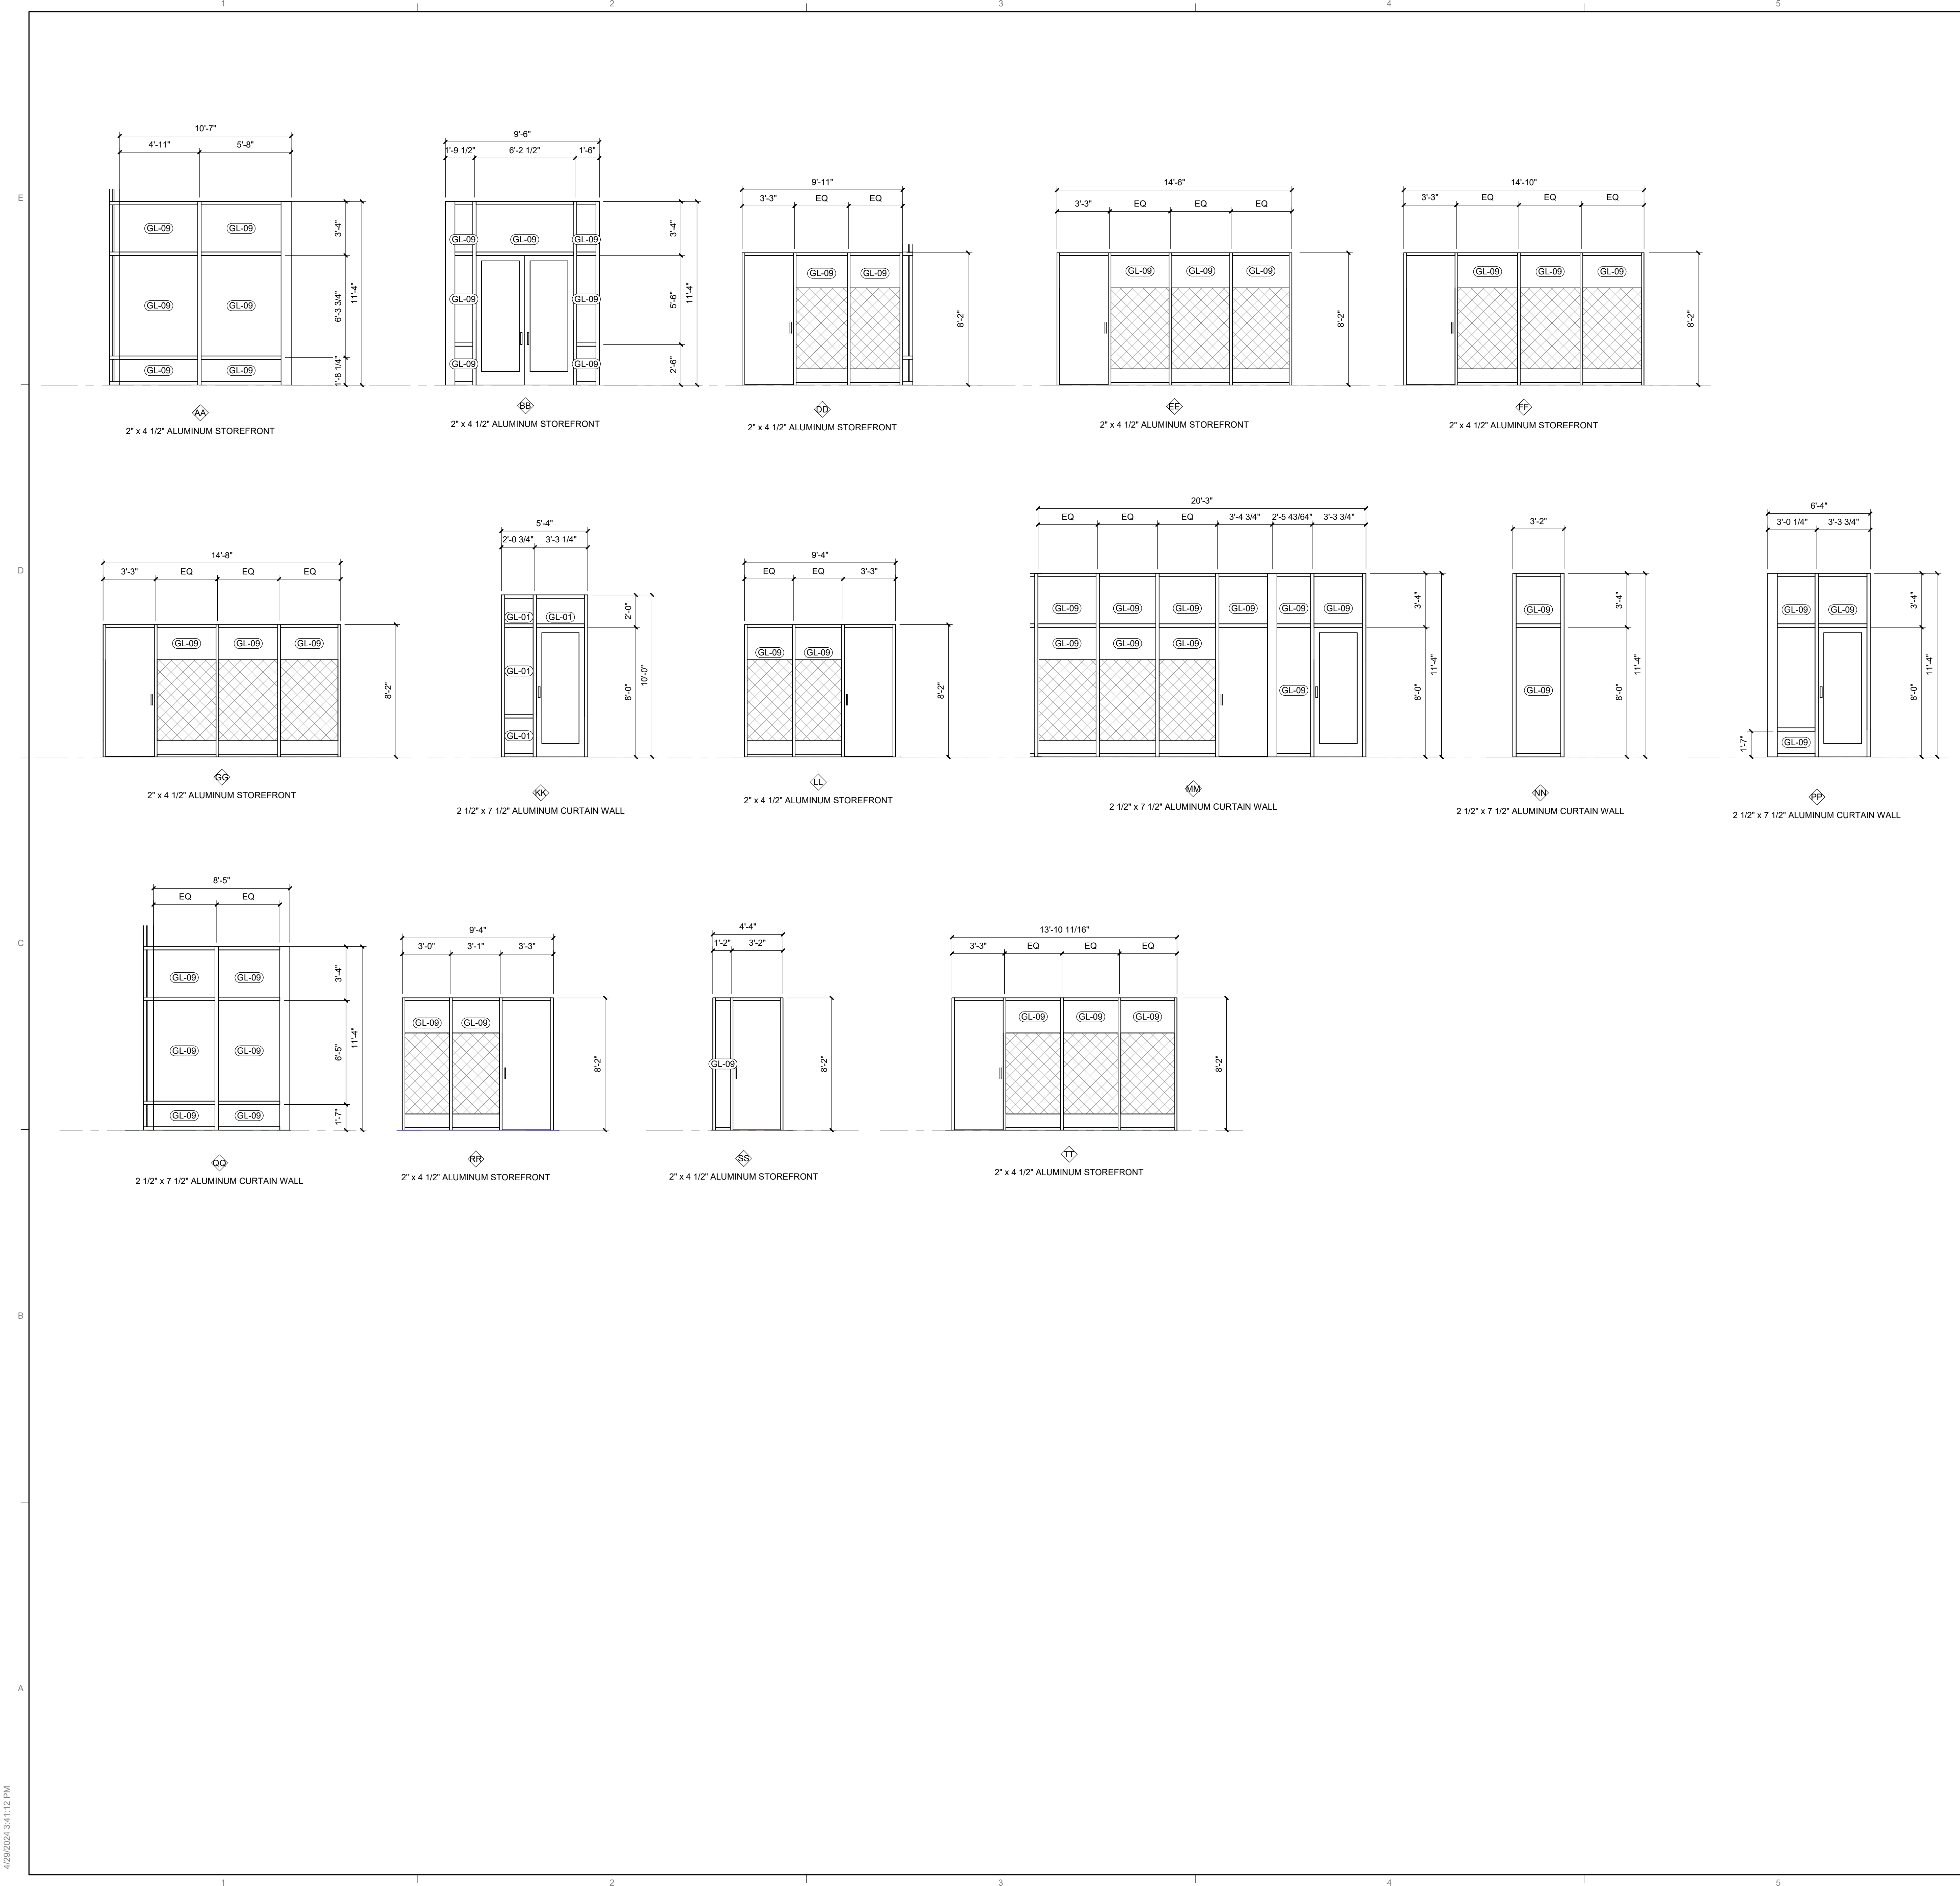 1 2 3 4 5
E
10'-7"
4'-11" 5'-8"
GL-09 GL-09
GL-09 GL-09
GL-09 GL-09
3'-4"
6'-3 3/4"
1'-8 1/4"
11'-4"
AA
2" x 4 1/2" ALUMINUM STOREFRONT
9'-6"
1'-9 1/2" 6'-2 1/2" 1'-6"
GL-09 GL-09 GL-09
GL-09 GL-09
GL-09 GL-09
3'-4"
5'-6"
2'-6"
11'-4"
BB
2" x 4 1/2" ALUMINUM STOREFRONT
9'-11"
3'-3" EQ EQ
GL-09 GL-09
8'-2"
DD
2" x 4 1/2" ALUMINUM STOREFRONT
14'-6"
3'-3" EQ EQ EQ
GL-09 GL-09 GL-09
8'-2"
EE
2" x 4 1/2" ALUMINUM STOREFRONT
14'-10"
3'-3" EQ EQ EQ
GL-09 GL-09 GL-09
8'-2"
FF
2" x 4 1/2" ALUMINUM STOREFRONT
D
14'-8"
3'-3" EQ EQ EQ
GL-09 GL-09 GL-09
8'-2"
GG
2" x 4 1/2" ALUMINUM STOREFRONT
5'-4"
2'-0 3/4" 3'-3 1/4"
GL-01 GL-01
GL-01
GL-01
2'-0"
8'-0"
10'-0"
KK
2 1/2" x 7 1/2" ALUMINUM CURTAIN WALL
9'-4"
EQ EQ 3'-3"
GL-09 GL-09
8'-2"
LL
2" x 4 1/2" ALUMINUM STOREFRONT
20'-3"
EQ EQ EQ 3'-4 3/4" 2'-5 43/64" 3'-3 3/4"
GL-09 GL-09 GL-09 GL-09 GL-09 GL-09
GL-09 GL-09 GL-09
GL-09
3'-4"
8'-0"
11'-4"
MM
2 1/2" x 7 1/2" ALUMINUM CURTAIN WALL
3'-2"
GL-09
GL-09
3'-4"
8'-0"
11'-4"
NN
2 1/2" x 7 1/2" ALUMINUM CURTAIN WALL
6'-4"
3'-0 1/4" 3'-3 3/4"
GL-09 GL-09
GL-09
1'-7"
3'-4"
8'-0"
11'-4"
PP
2 1/2" x 7 1/2" ALUMINUM CURTAIN WALL
C
8'-5"
EQ EQ
GL-09 GL-09
GL-09 GL-09
GL-09 GL-09
3'-4"
6'-5"
1'-7"
11'-4"
QQ
2 1/2" x 7 1/2" ALUMINUM CURTAIN WALL
9'-4"
3'-0" 3'-1" 3'-3"
GL-09 GL-09
8'-2"
RR
2" x 4 1/2" ALUMINUM STOREFRONT
4'-4"
1'-2" 3'-2"
GL-09
8'-2"
SS
2" x 4 1/2" ALUMINUM STOREFRONT
13'-10 11/16"
3'-3" EQ EQ EQ
GL-09 GL-09 GL-09
8'-2"
TT
2" x 4 1/2" ALUMINUM STOREFRONT
B
A
4/29/2024 3:41:12 PM
1 2 3 4 5